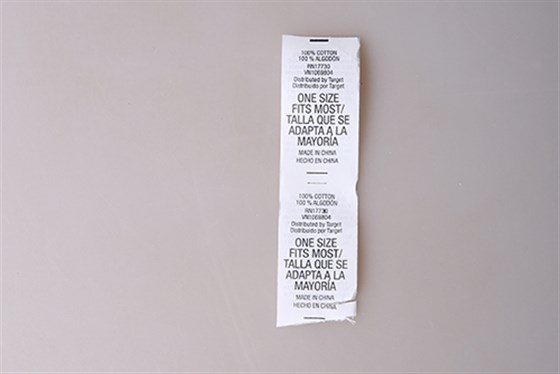 100% COTTON
100 % ALGODÓN
RN17730
VN1069804
Distributed by Target
Distribuido por Target
ONE SIZE
FITS MOST/
TALLA QUE SE
ADAPTA A LA
MAYORÍA
MADE IN CHINA
HECHO EN CHINA
100% COTTON
100 % ALGODÓN
RN17730
VN1069804
Distributed by Target
Distribuido por Target
ONE SIZE
FITS MOST/
TALLA QUE SE
ADAPTA A LA
MAYORÍA
MADE IN CHINA
HECHO EN CHINA